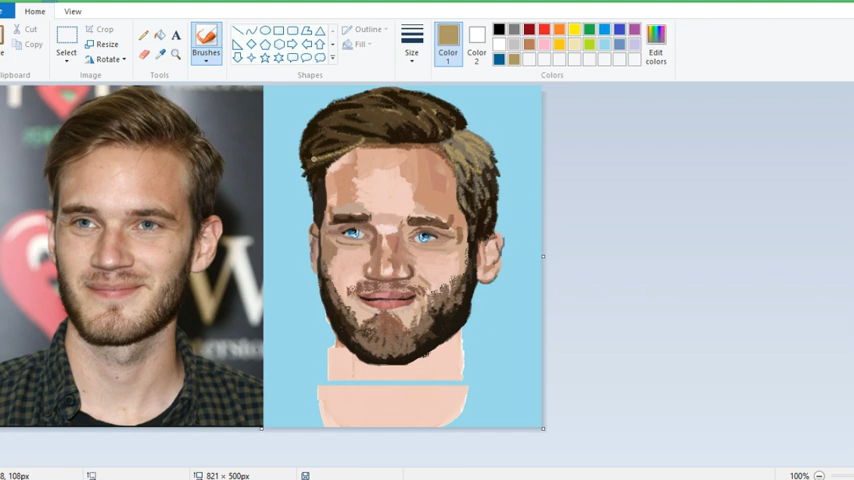 Home View
Cut
Copy
Select
Crop
Resize
Rotate
A
Brushes
Outline
Fill
Size
Color 1
Color 2
Edit colors
Image
Tools
Shapes
Colors
W
108px
821 × 500px
100%